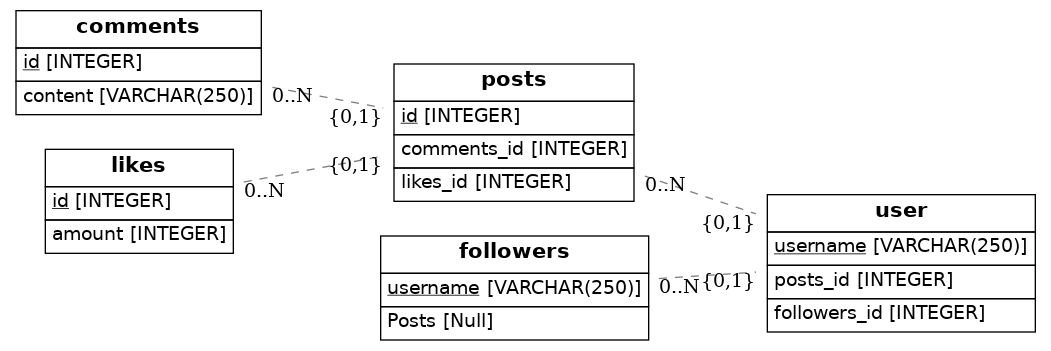 comments
id [INTEGER]
content [VARCHAR(250)]
0..N
{0,1}
likes
id [INTEGER]
amount [INTEGER]
0..N
{0,1}
posts
id [INTEGER]
comments_id [INTEGER]
likes_id [INTEGER]
0..N
{0,1}
followers
username [VARCHAR(250)]
Posts [Null]
0..N
{0,1}
user
username [VARCHAR(250)]
posts_id [INTEGER]
followers_id [INTEGER]